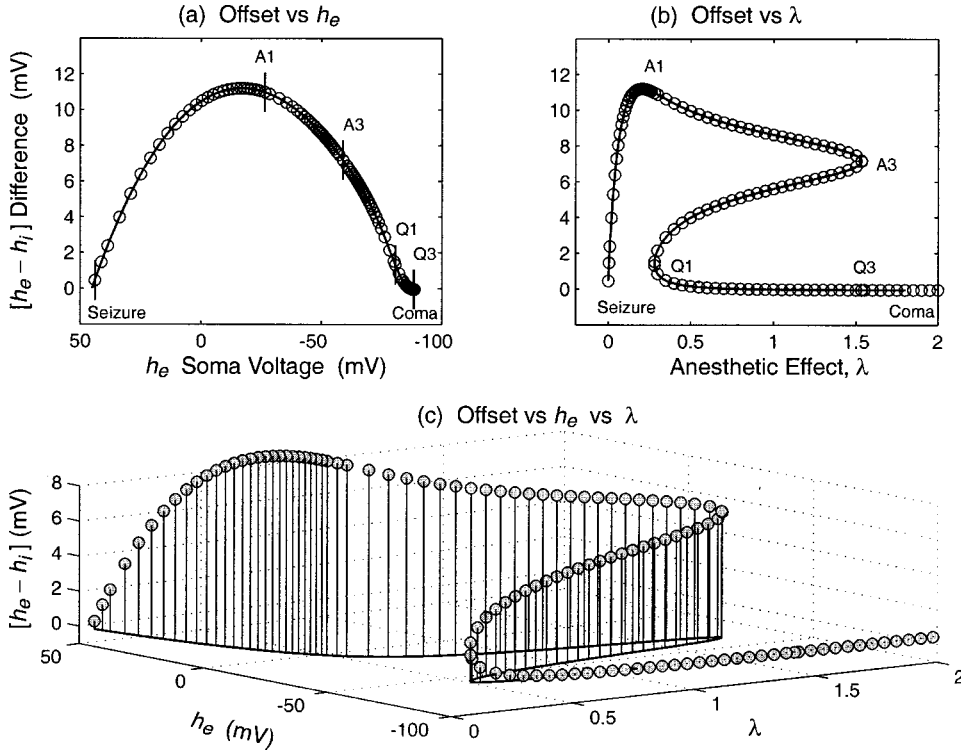 (a) Offset vs h_e
[h_e – h_i] Difference (mV)
12
10
8
6
4
2
0
A1
A3
Q1
Q3
Seizure
Coma
50
0
-50
-100
h_e Soma Voltage (mV)
(b) Offset vs λ
12
10
8
6
4
2
0
A1
A3
Q1
Q3
Coma
Seizure
0
0.5
1
1.5
2
Anesthetic Effect, λ
(c) Offset vs h_e vs λ
[h_e – h_i] (mV)
8
6
4
2
0
50
0
-50
-100
h_e (mV)
0
0.5
1
1.5
2
λ